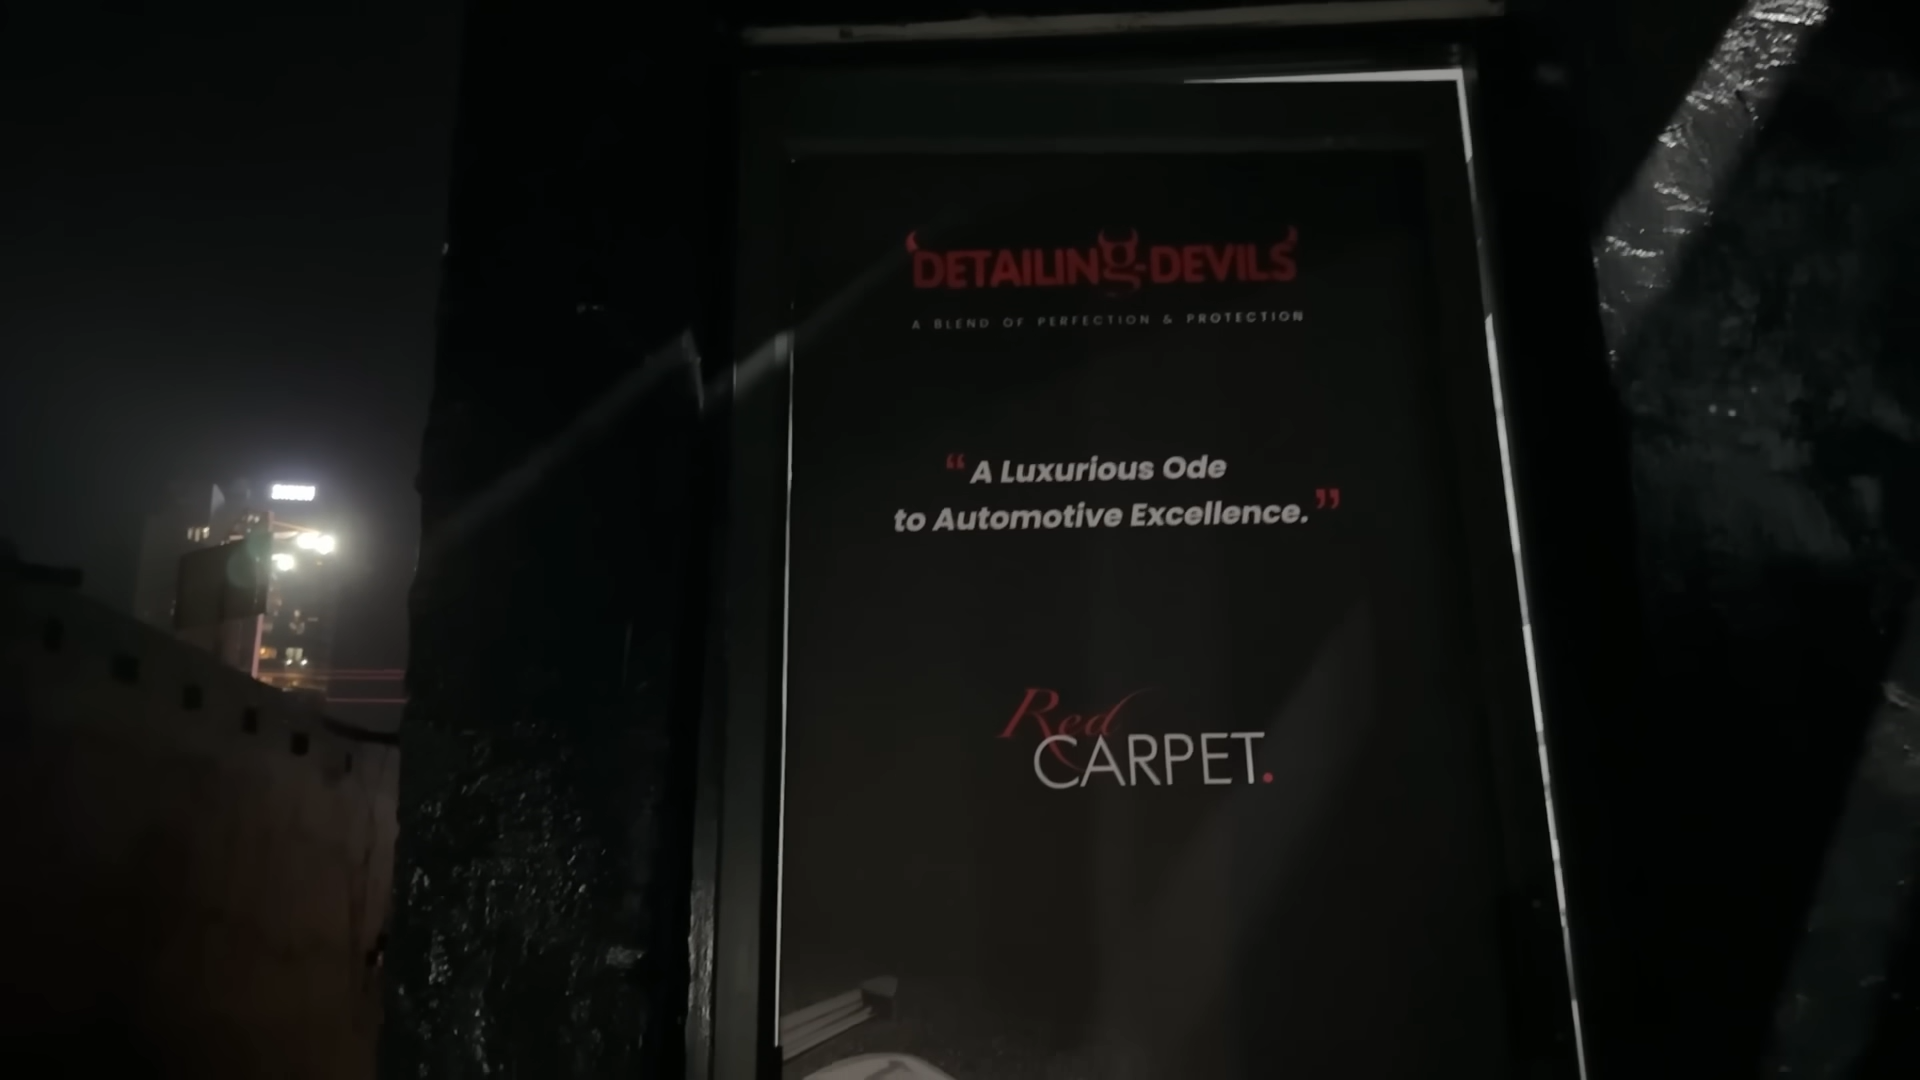 DETAILING DEVILS
A BLEND OF PERFECTION & PROTECTION
“A Luxurious Ode
to Automotive Excellence.”
Red
CARPET.